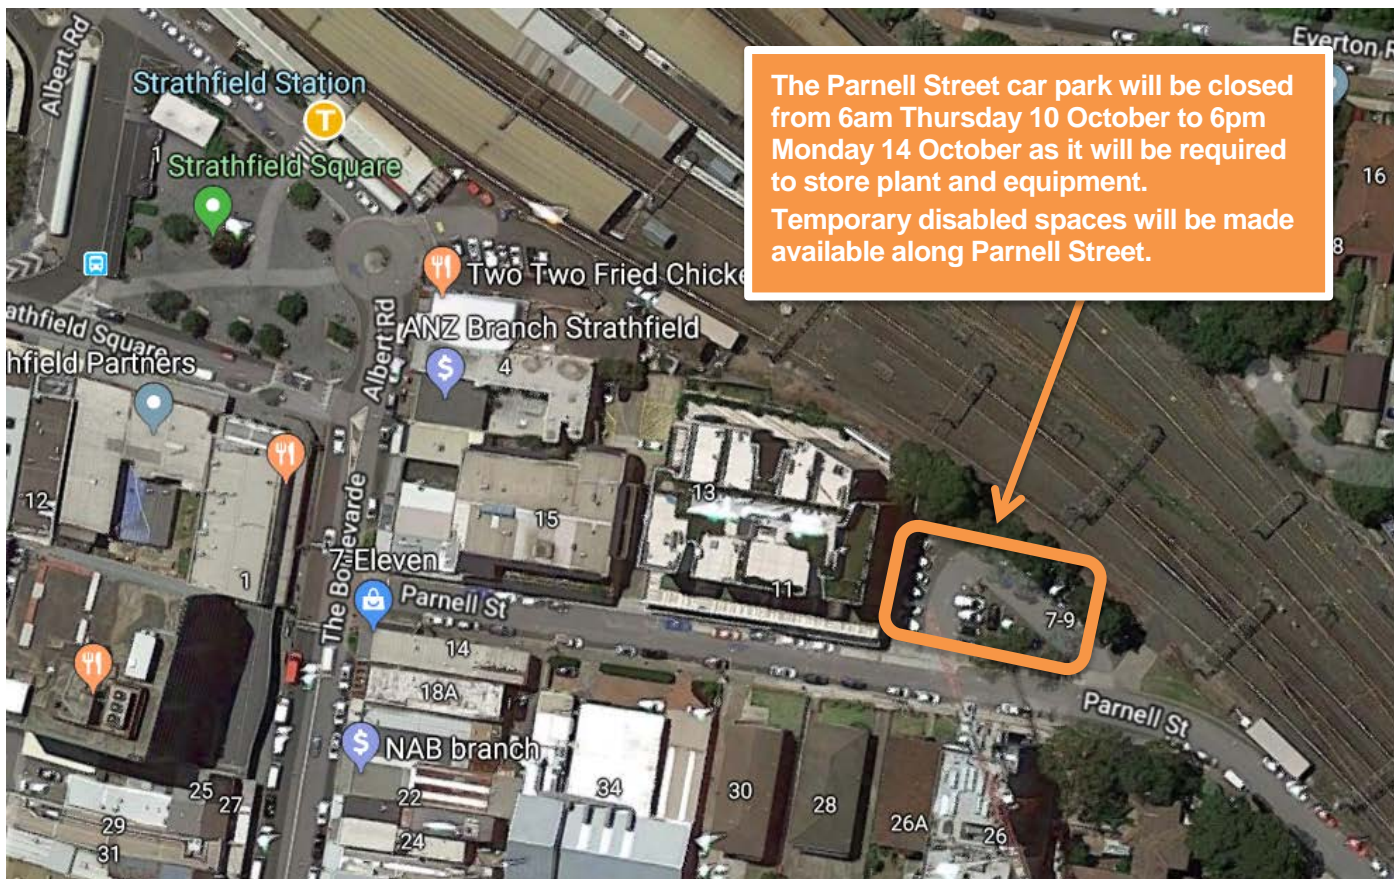 Albert Rd
Strathfield Station
T
1
Strathfield Square
Everton R
The Parnell Street car park will be closed
from 6am Thursday 10 October to 6pm
Monday 14 October as it will be required
to store plant and equipment.
Temporary disabled spaces will be made
available along Parnell Street.
16
8
Two Two Fried Chicke
athfield Square
hfield Partners
Albert Rd
ANZ Branch Strathfield
$
4
12
1
The Boulevarde
15
13
11
7-Eleven
Parnell St
7-9
14
18A
Parnell St
$
NAB branch
22
24
25
27
29
31
34
30
28
26A
26